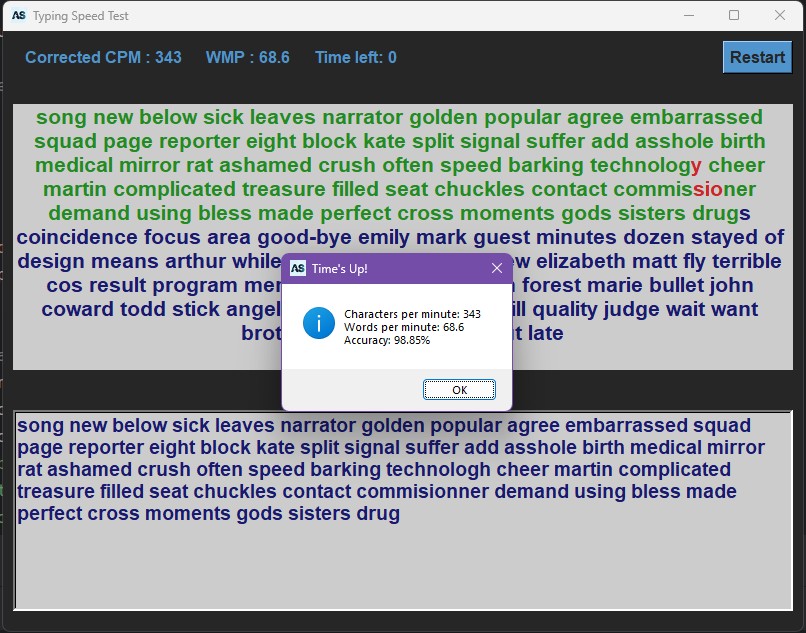 AS Typing Speed Test
Corrected CPM : 343 WMP : 68.6 Time left: 0 Restart
song new below sick leaves narrator golden popular agree embarrassed
squad page reporter eight block kate split signal suffer add asshole birth
medical mirror rat ashamed crush often speed barking technology cheer
martin complicated treasure filled seat chuckles contact commissioner
demand using bless made perfect cross moments gods sisters drugs
coincidence focus area good-bye emily mark guest minutes dozen stayed of
design means arthur while elizabeth matt fly terrible
cos result program forest marie bullet john
coward todd stick quality judge wait want
late
AS Time's Up!
Characters per minute: 343
Words per minute: 68.6
Accuracy: 98.85%
OK
song new below sick leaves narrator golden popular agree embarrassed squad
page reporter eight block kate split signal suffer add asshole birth medical mirror
rat ashamed crush often speed barking technologh cheer martin complicated
treasure filled seat chuckles contact commisionner demand using bless made
perfect cross moments gods sisters drug